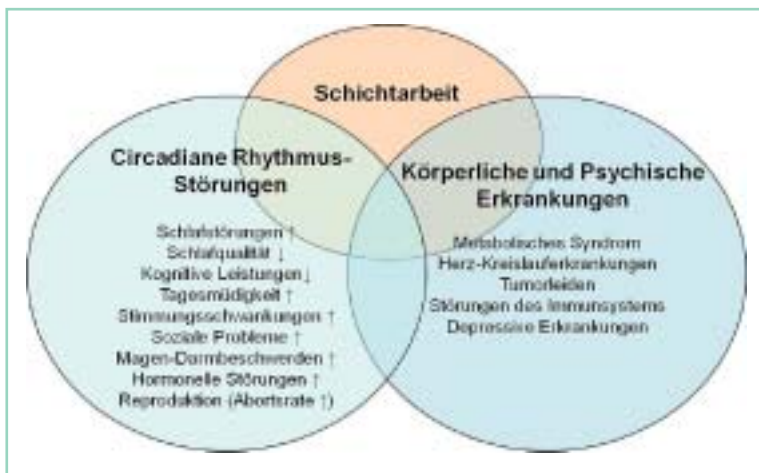 Schichtarbeit
Circadiane Rhythmus-
Störungen
Schlafstörungen ↑
Schlafqualität ↓
Kognitive Leistungen↓
Tagesmüdigkeit ↑
Stimmungsschwankungen ↑
Soziale Probleme ↑
Magen-Darmbeschwerden ↑
Hormonelle Störungen ↑
Reproduktion (Abortsrate ↑)
Körperliche und Psychische
Erkrankungen
Metabolisches Syndrom
Herz-Kreislauferkrankungen
Tumorleiden
Störungen des Immunsystems
Depressive Erkrankungen